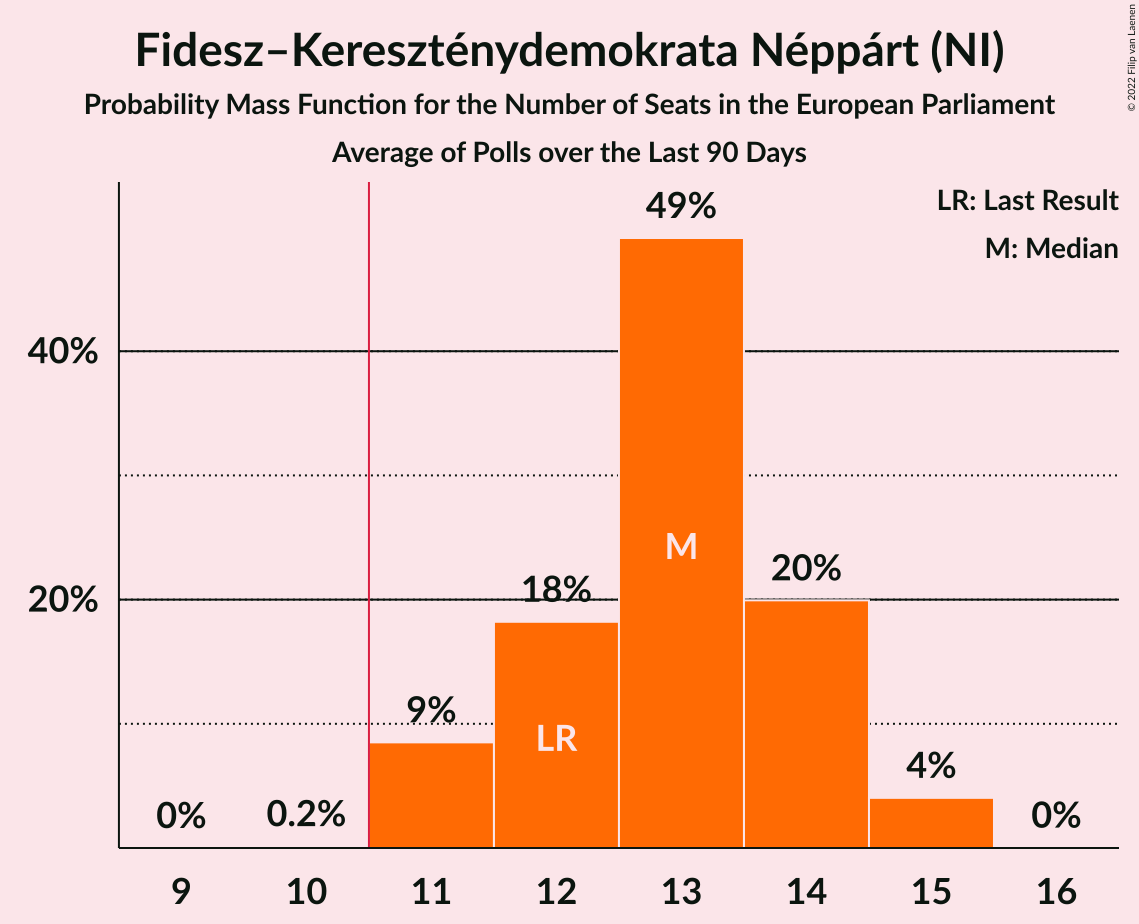 Fidesz–Kereszténydemokrata Néppárt (NI)
Probability Mass Function for the Number of Seats in the European Parliament
Average of Polls over the Last 90 Days
© 2022 Filip van Laenen
LR: Last Result
M: Median
49%
40%
M
20%
18%
20%
9%
LR
4%
0%
0.2%
0%
9 10 11 12 13 14 15 16